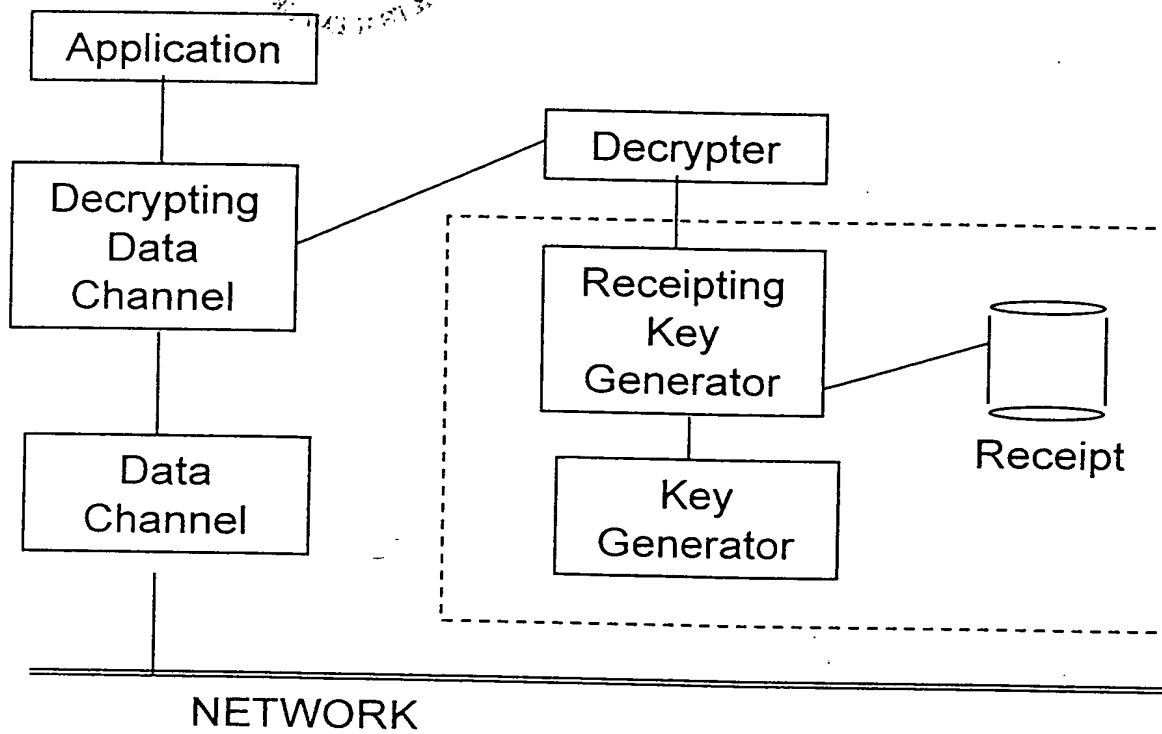 Application
Decrypter
Decrypting
Data
Channel
Receipting
Key
Generator
Receipt
Data
Channel
Key
Generator
NETWORK